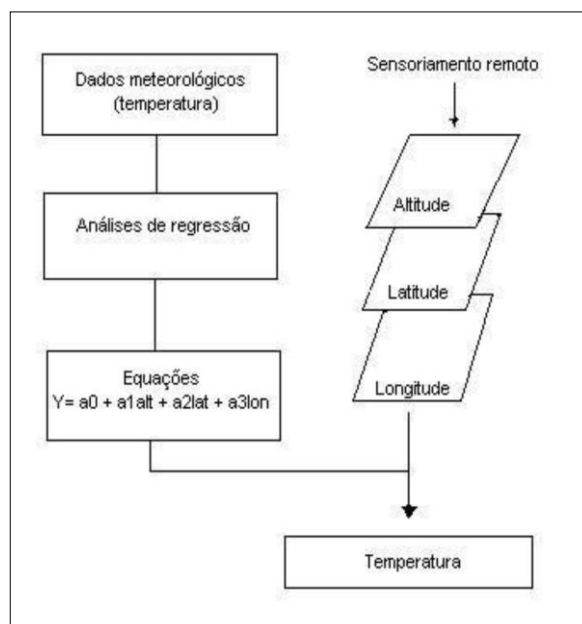 Dados meteorológicos
(temperatura)
Análises de regressão
Equações
Y= a0 + a1alt + a2lat + a3lon
Sensoriamento remoto
Altitude
Latitude
Longitude
Temperatura